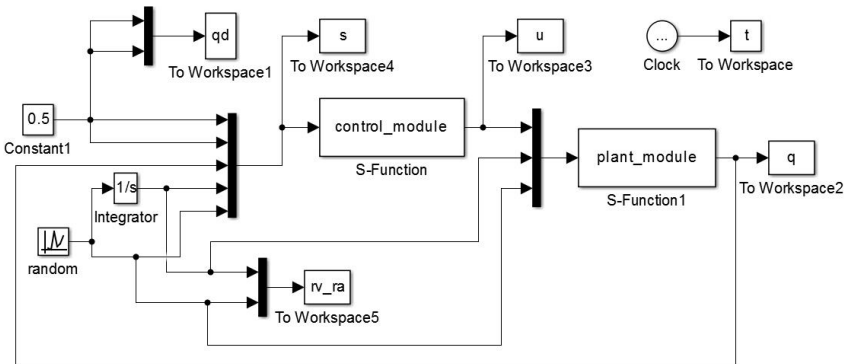 qd
To Workspace1
s
To Workspace4
u
To Workspace3
...
Clock
t
To Workspace
0.5
Constant1
control_module
S-Function
plant_module
S-Function1
q
To Workspace2
1/s
Integrator
random
rv_ra
To Workspace5